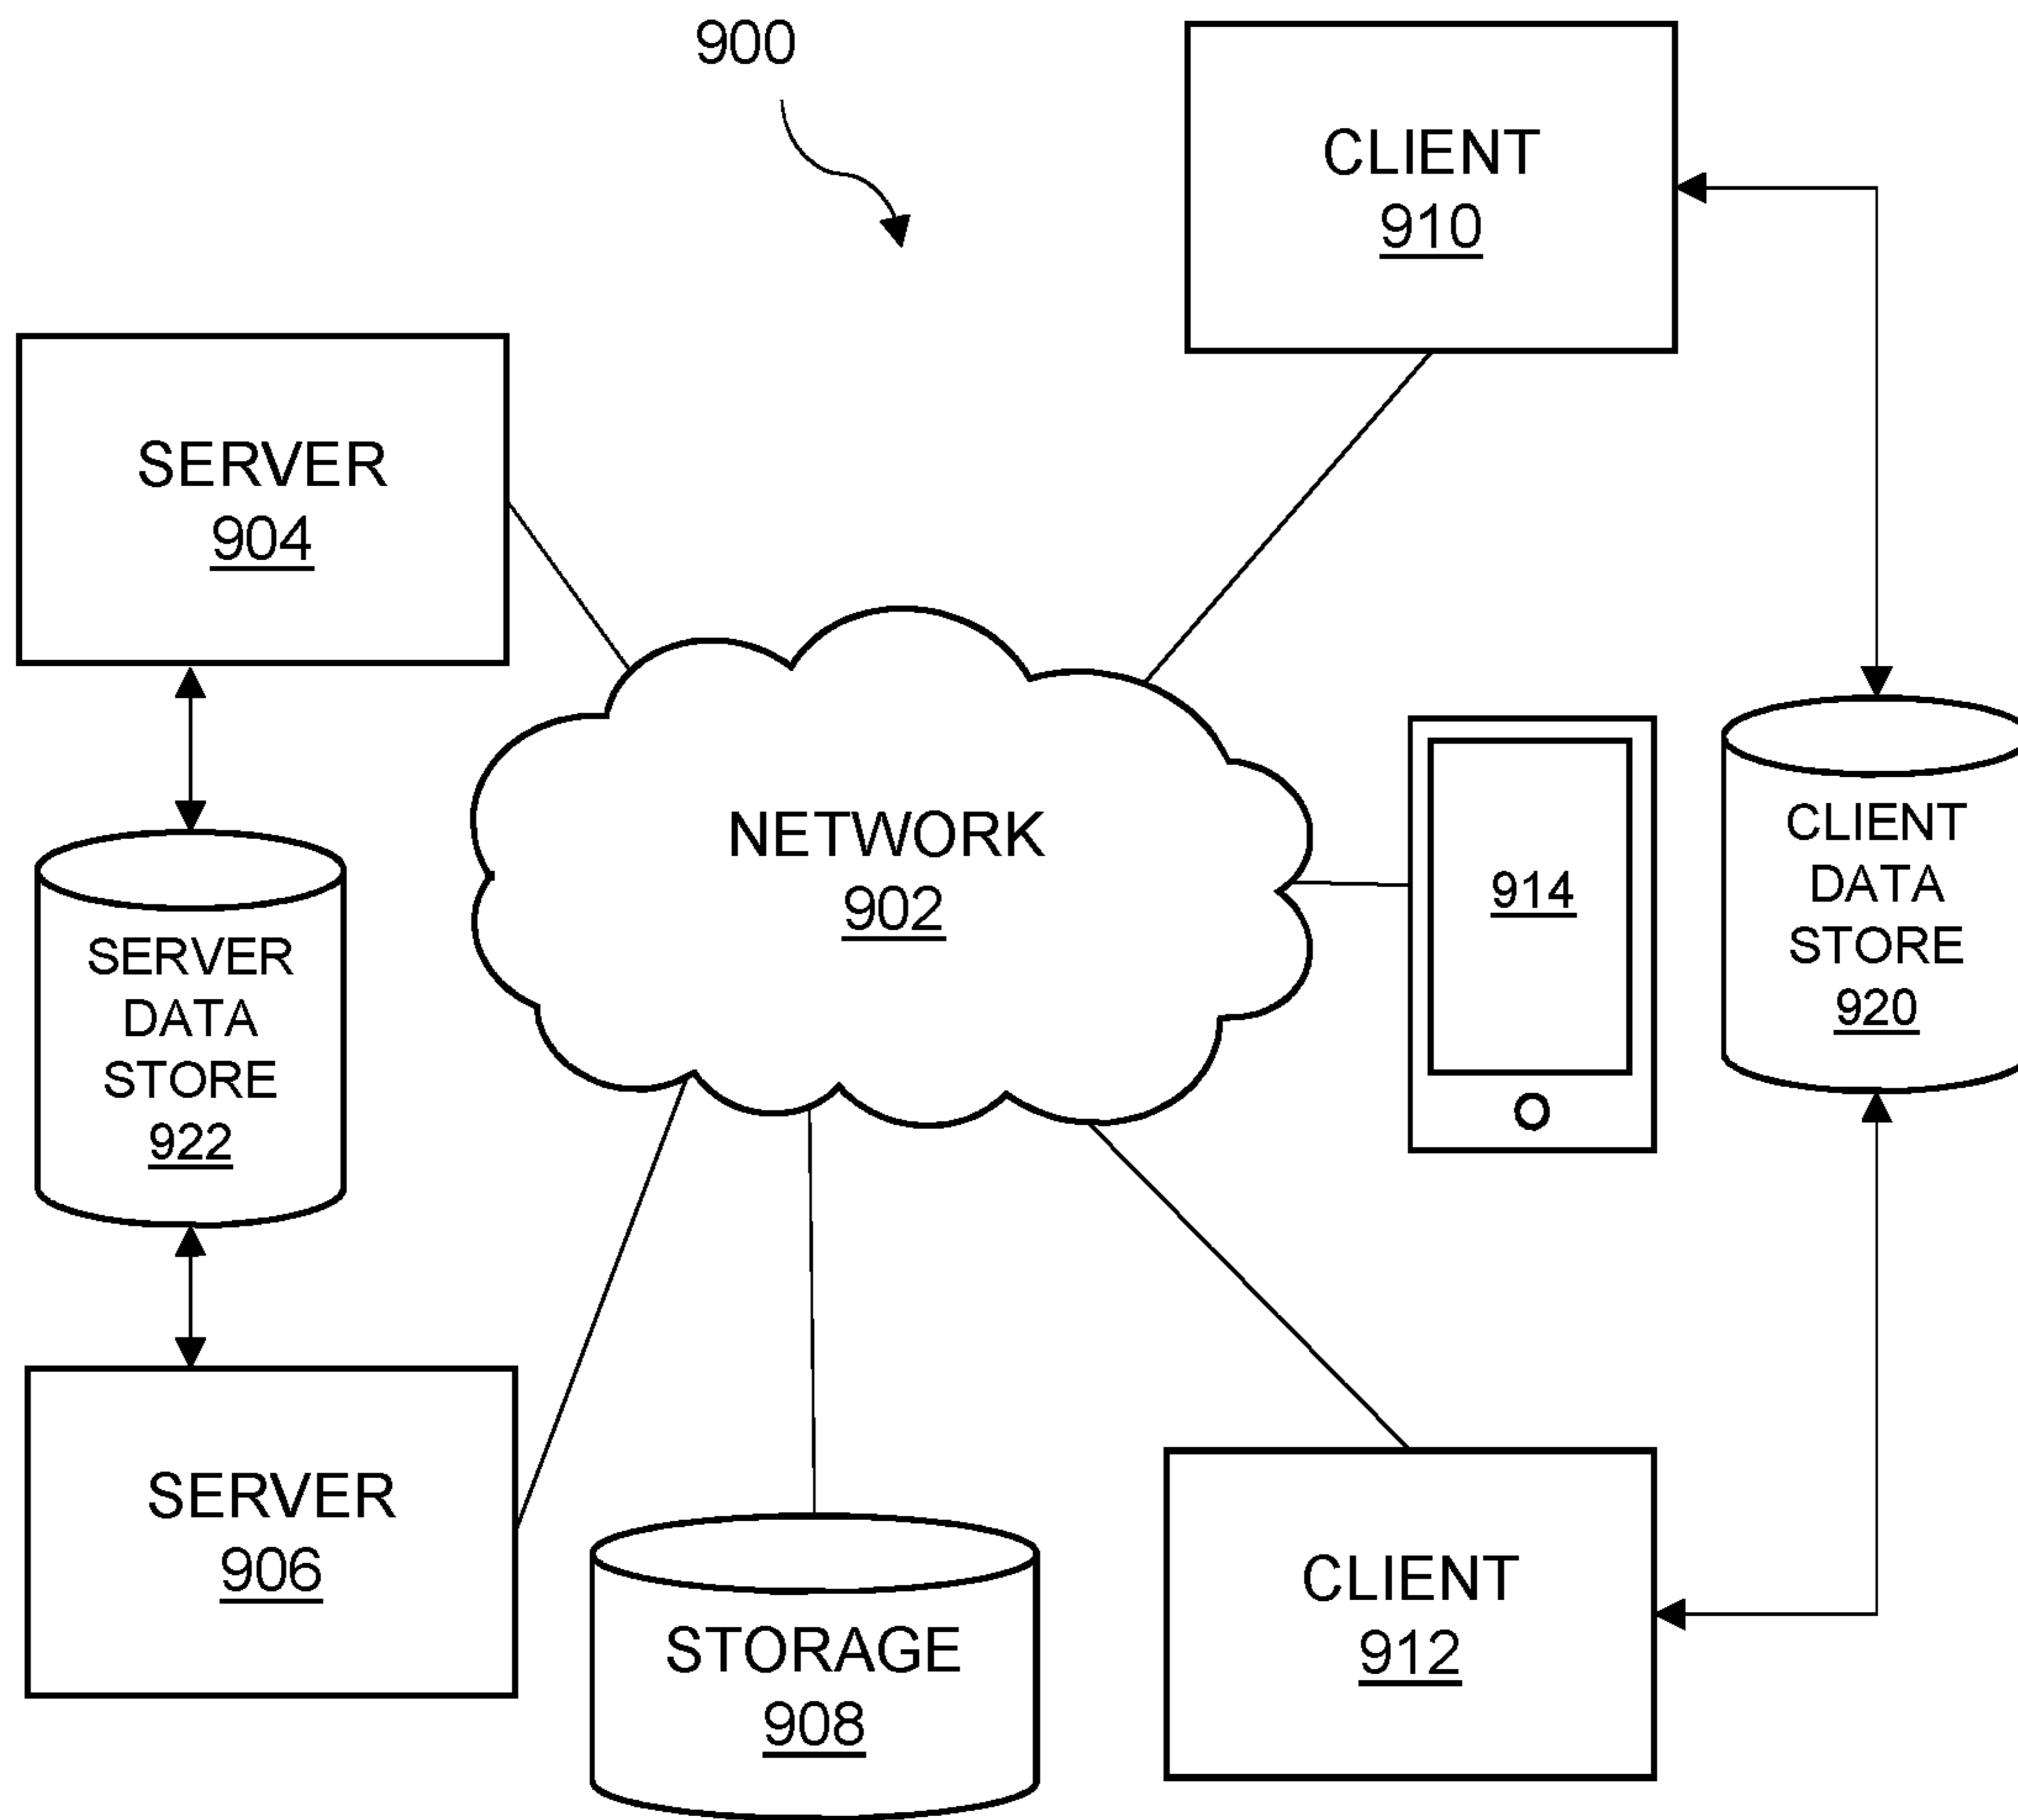 900
CLIENT
910
SERVER
904
NETWORK
902
914
CLIENT
DATA
STORE
920
SERVER
DATA
STORE
922
SERVER
906
STORAGE
908
CLIENT
912